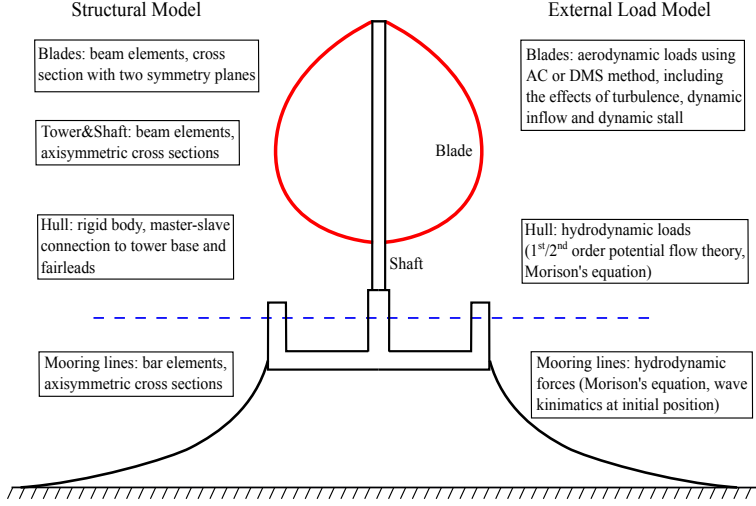 Structural Model
Blades: beam elements, cross
section with two symmetry planes
Tower&Shaft: beam elements,
axisymmetric cross sections
Hull: rigid body, master-slave
connection to tower base and
fairleads
Mooring lines: bar elements,
axisymmetric cross sections
Blade
Shaft
External Load Model
Blades: aerodynamic loads using
AC or DMS method, including
the effects of turbulence, dynamic
inflow and dynamic stall
Hull: hydrodynamic loads
(1st/2nd order potential flow theory,
Morison's equation)
Mooring lines: hydrodynamic
forces (Morison's equation, wave
kinimatics at initial position)